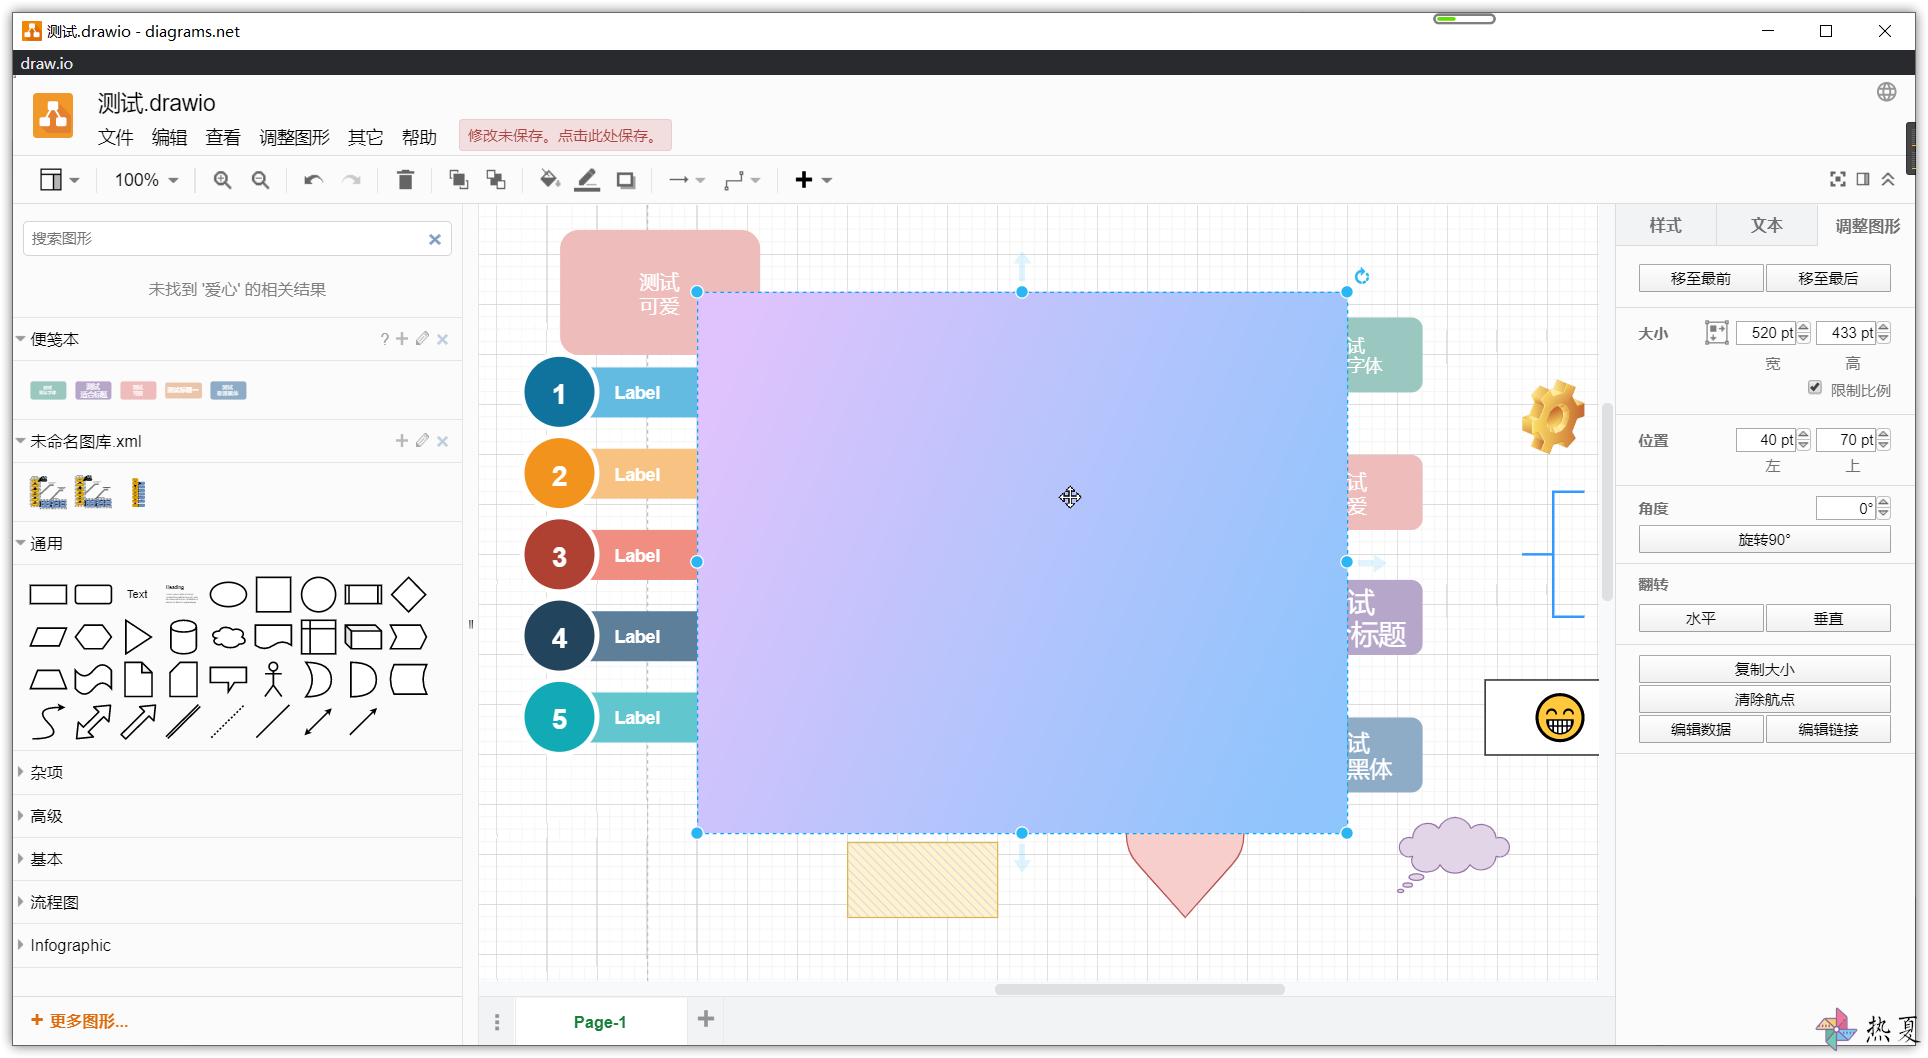 测试.drawio - diagrams.net
draw.io
测试.drawio
文件 编辑 查看 调整图形 其它 帮助 修改未保存。点击此处保存。
100%
搜索图形
未找到 '爱心' 的相关结果
便笺本
?
未命名图库.xml
通用
Text
Heading
杂项
高级
基本
流程图
Infographic
更多图形...
测试
可爱
1 Label
2 Label
3 Label
4 Label
5 Label
试
字体
试
爱
试
标题
试
黑体
Page-1
样式 文本 调整图形
移至最前 移至最后
大小 520 pt 433 pt
宽 高
限制比例
位置 40 pt 70 pt
左 上
角度 0°
旋转90°
翻转
水平 垂直
复制大小
清除航点
编辑数据 编辑链接
热夏